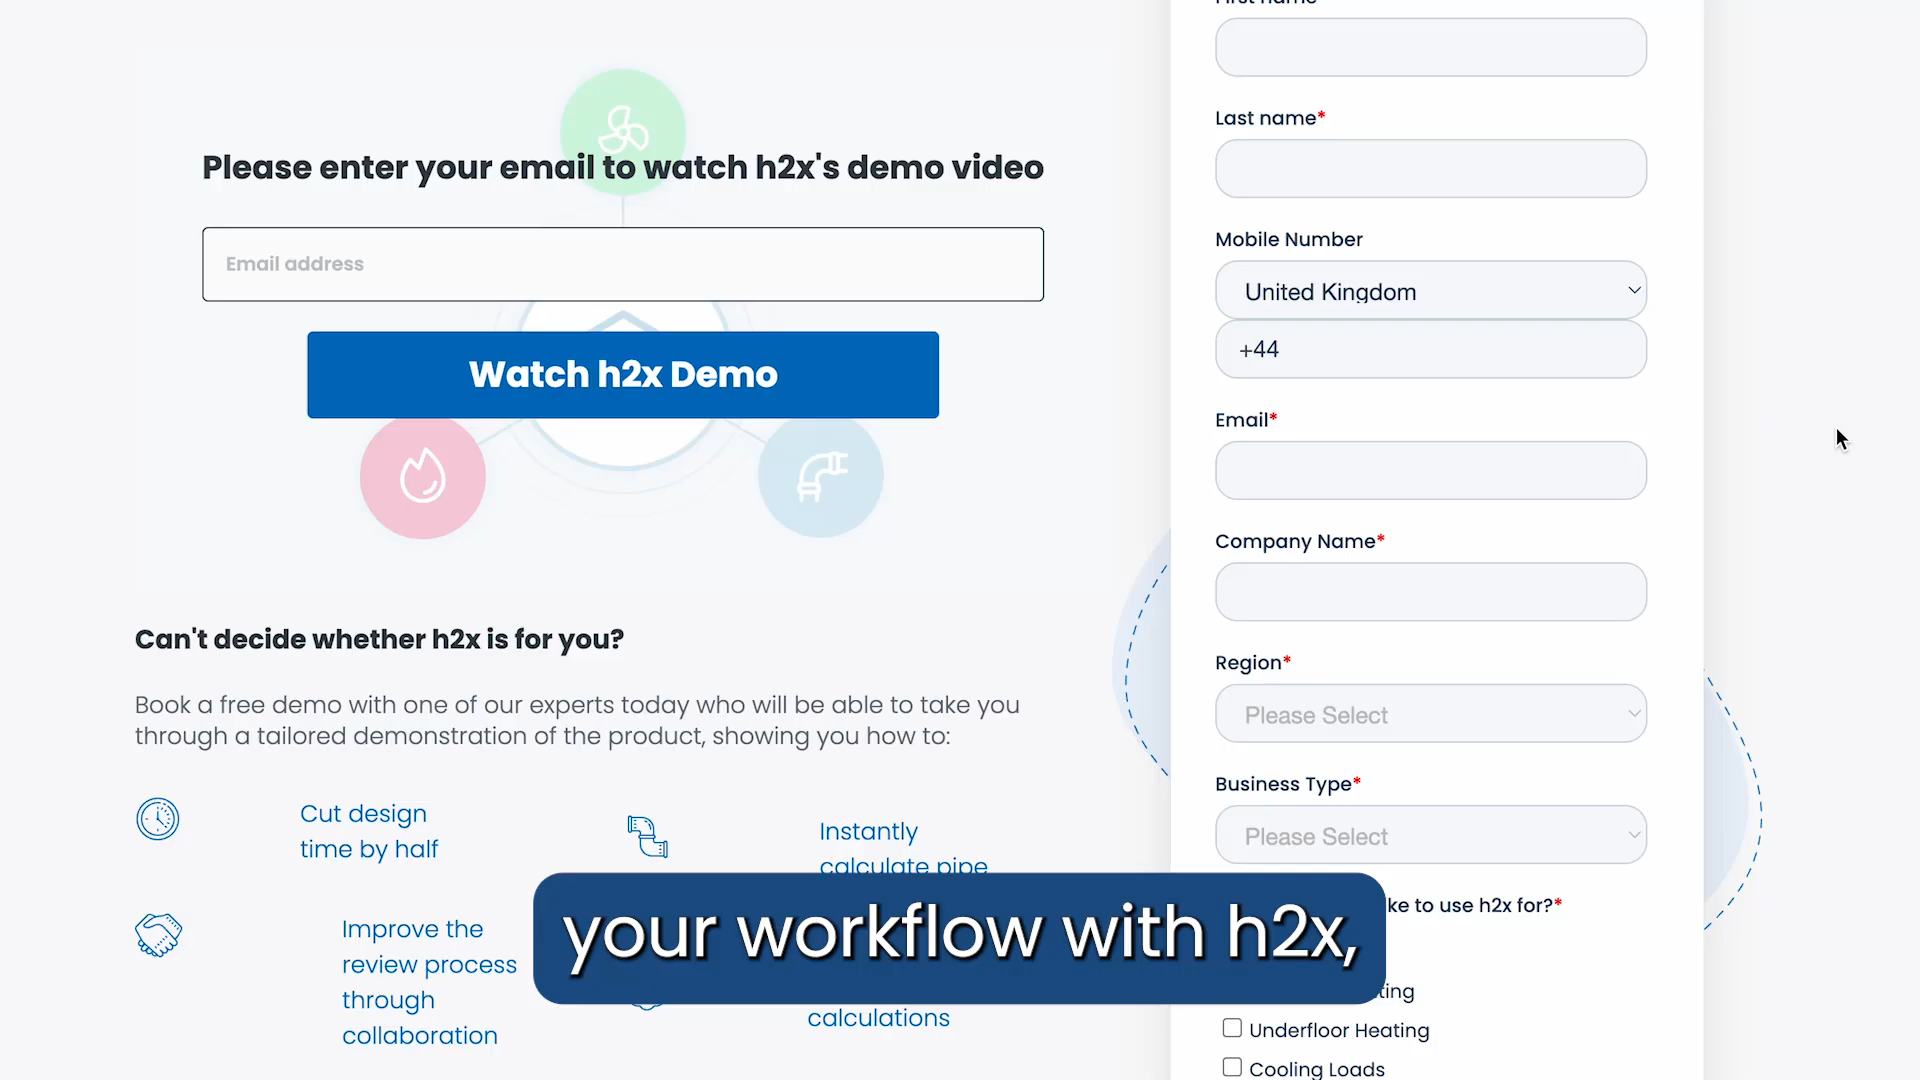 Please enter your email to watch h2x's demo video
Email address
Watch h2x Demo
Can't decide whether h2x is for you?
Book a free demo with one of our experts today who will be able to take you
through a tailored demonstration of the product, showing you how to:
Cut design
time by half
Instantly
calculate pipe
Improve the
review process
through
collaboration
calculations
First name
Last name*
Mobile Number
United Kingdom
+44
Email*
Company Name*
Region*
Please Select
Business Type*
Please Select
to use h2x for?*
Underfloor Heating
Cooling Loads
your workflow with h2x,